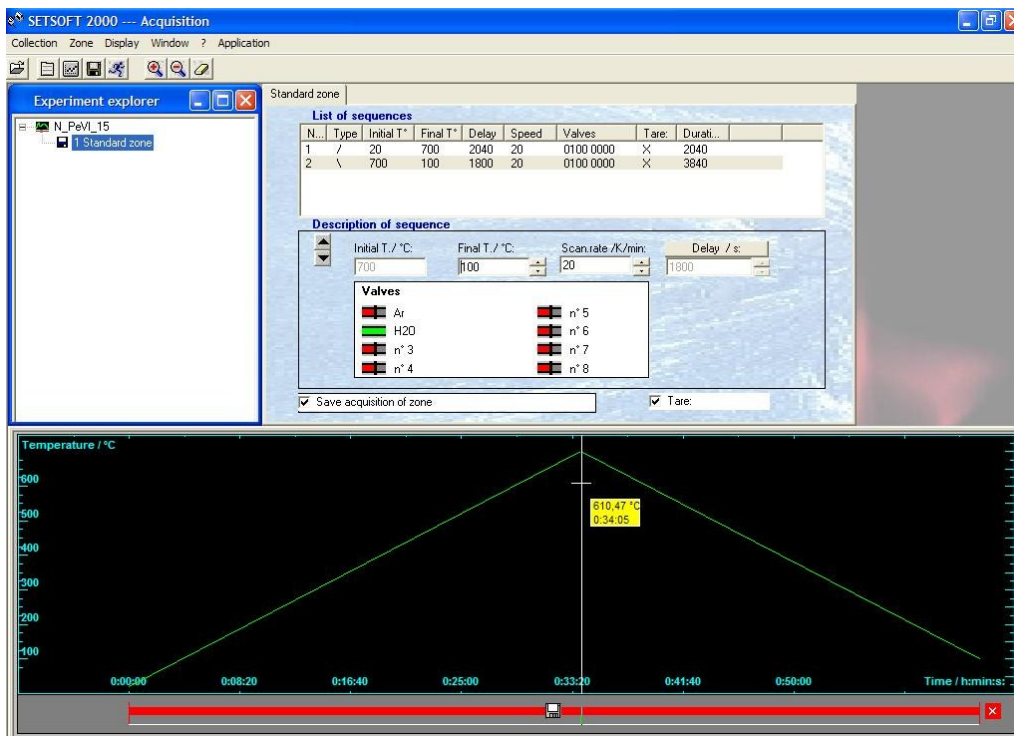 SETSOFT 2000 --- Acquisition
Collection Zone Display Window ? Application
Experiment explorer
N_PeVI_15
1 Standard zone
Standard zone
List of sequences
N... Type Initial T° Final T° Delay Speed Valves Tare: Durati...
1 / 20 700 2040 20 0100 0000 X 2040
2 \ 700 100 1800 20 0100 0000 X 3840
Description of sequence
Initial T./ °C: Final T./ °C: Scan.rate /K/min: Delay / s:
700 100 20 1800
Valves
Ar n° 5
H2O n° 6
n° 3 n° 7
n° 4 n° 8
Save acquisition of zone Tare:
Temperature / °C
600
610,47 °C
0:34:05
500
400
300
200
100
0:00:00 0:08:20 0:16:40 0:25:00 0:33:20 0:41:40 0:50:00 Time / h:min:s: